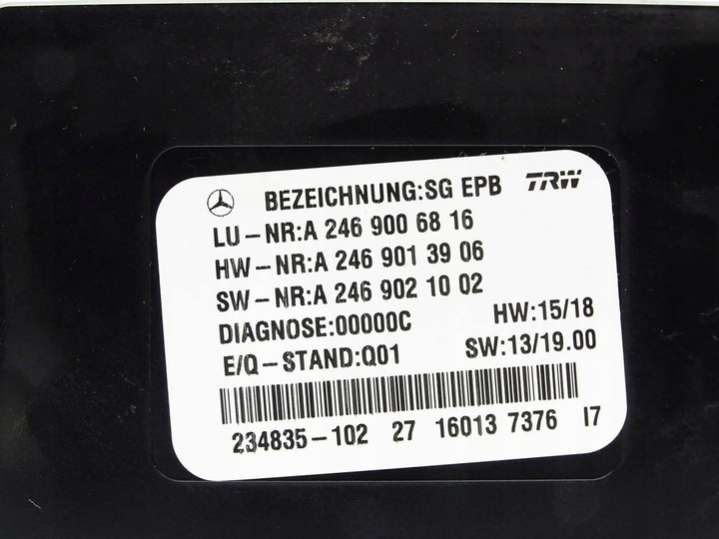 BEZEICHNUNG:SG EPB TRW
LU-NR:A 246 900 68 16
HW-NR:A 246 901 39 06
SW-NR:A 246 902 10 02
DIAGNOSE:00000C HW:15/18
E/Q-STAND:Q01 SW:13/19.00
234835-102 27 16013 7376 I7